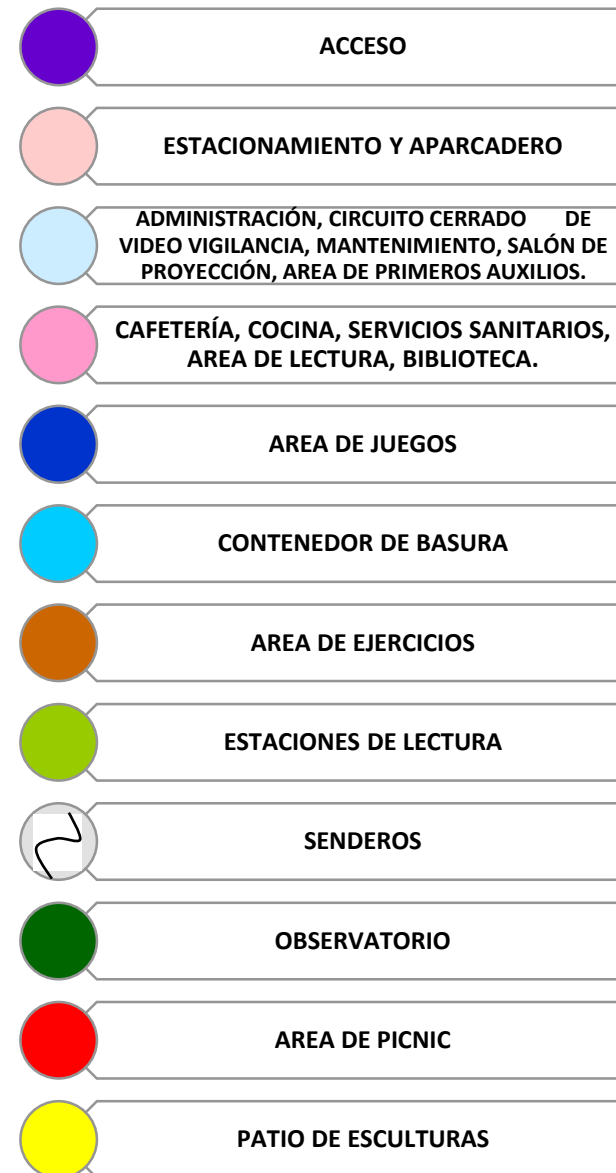 ACCESO
ESTACIONAMIENTO Y APARCADERO
ADMINISTRACIÓN, CIRCUITO CERRADO DE
VIDEO VIGILANCIA, MANTENIMIENTO, SALÓN DE
PROYECCIÓN, AREA DE PRIMEROS AUXILIOS.
CAFETERÍA, COCINA, SERVICIOS SANITARIOS,
AREA DE LECTURA, BIBLIOTECA.
AREA DE JUEGOS
CONTENEDOR DE BASURA
AREA DE EJERCICIOS
ESTACIONES DE LECTURA
SENDEROS
OBSERVATORIO
AREA DE PICNIC
PATIO DE ESCULTURAS